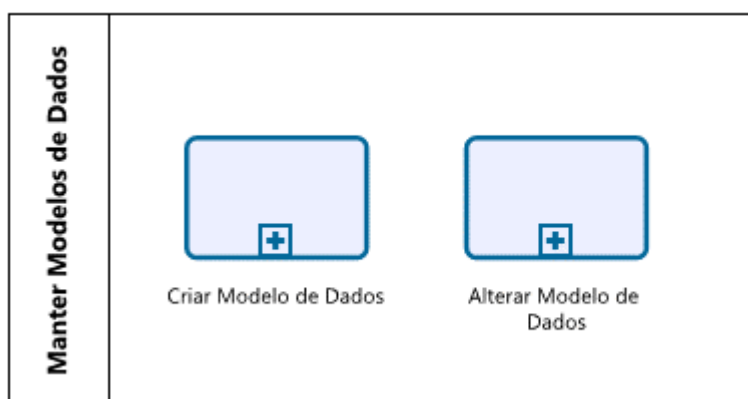 Manter Modelos de Dados
Criar Modelo de Dados
Alterar Modelo de
Dados